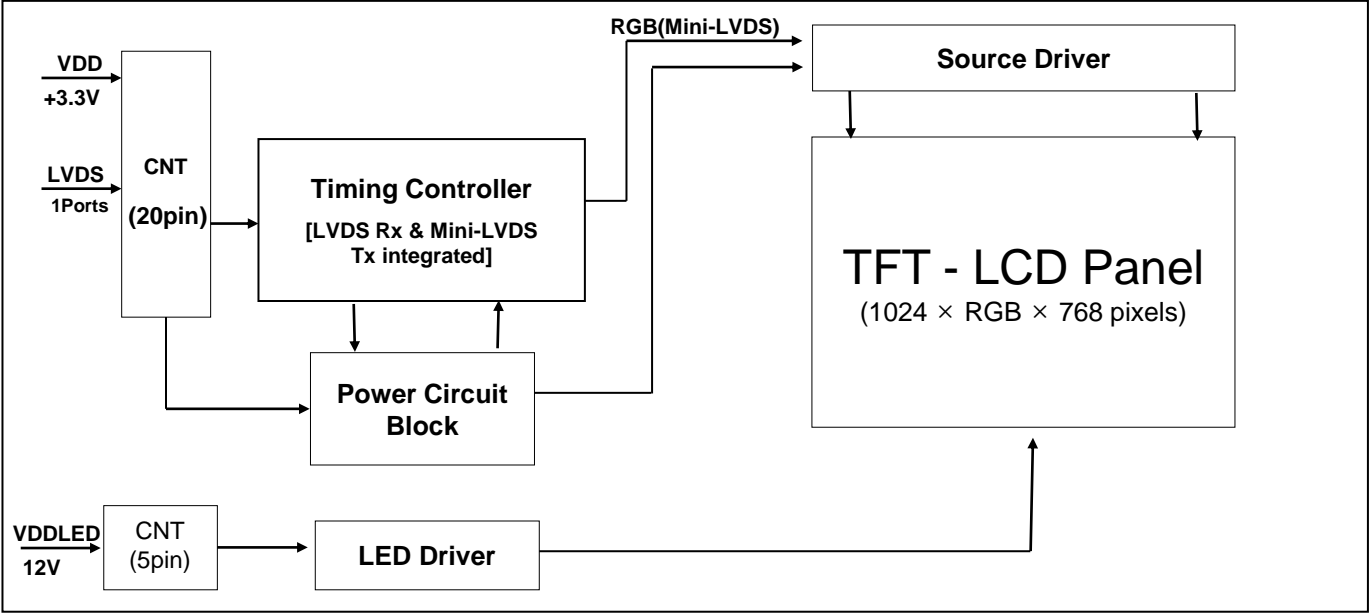 RGB(Mini-LVDS)
Source Driver
VDD
+3.3V
LVDS
1Ports
CNT
(20pin)
Timing Controller
[LVDS Rx & Mini-LVDS
Tx integrated]
TFT - LCD Panel
(1024 × RGB × 768 pixels)
Power Circuit
Block
VDDLED
12V
CNT
(5pin)
LED Driver